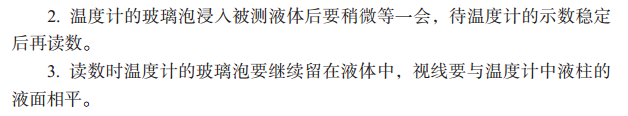 2. 温度计的玻璃泡浸入被测液体后要稍微等一会，待温度计的示数稳定
后再读数。
3. 读数时温度计的玻璃泡要继续留在液体中，视线要与温度计中液柱的
液面相平。